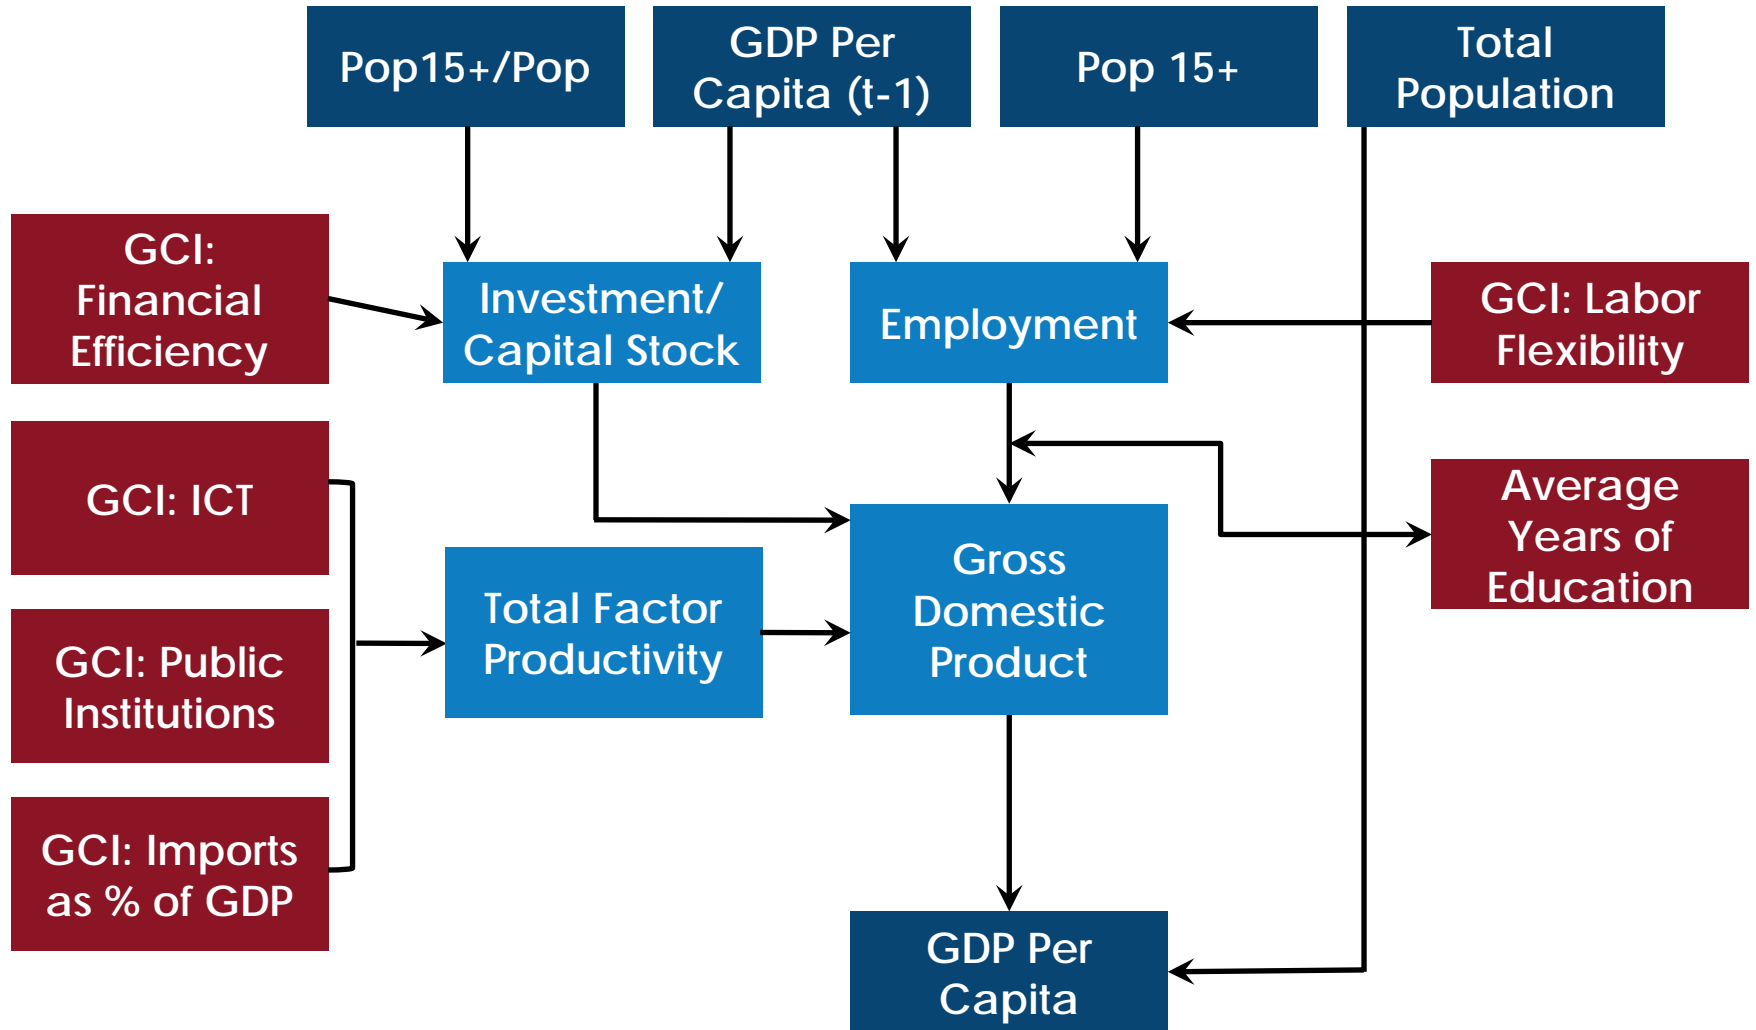 Pop15+/Pop
GDP Per
Capita (t-1)
Pop 15+
Total
Population
GCI:
Financial
Efficiency
Investment/
Capital Stock
Employment
GCI: Labor
Flexibility
GCI: ICT
Average
Years of
Education
Gross
Domestic
Product
Total Factor
Productivity
GCI: Public
Institutions
GCI: Imports
as % of GDP
GDP Per
Capita